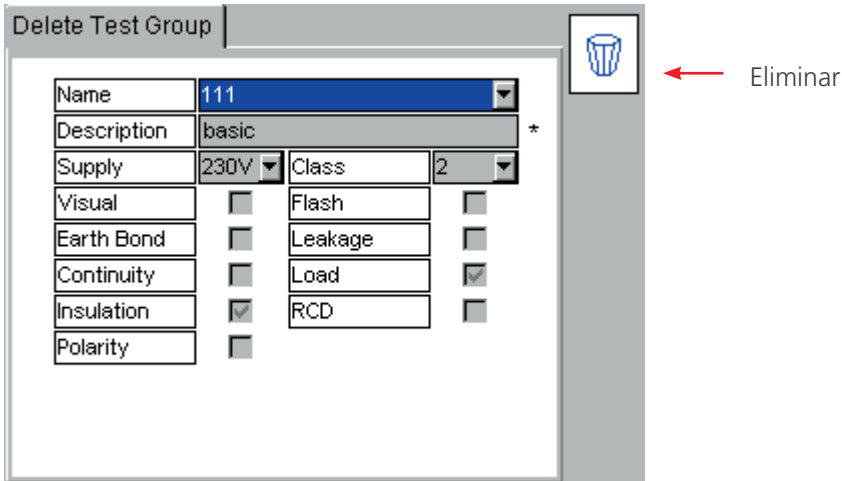 Delete Test Group
Eliminar
Name 111
Description basic *
Supply 230V Class 2
Visual Flash
Earth Bond Leakage
Continuity Load
Insulation RCD
Polarity